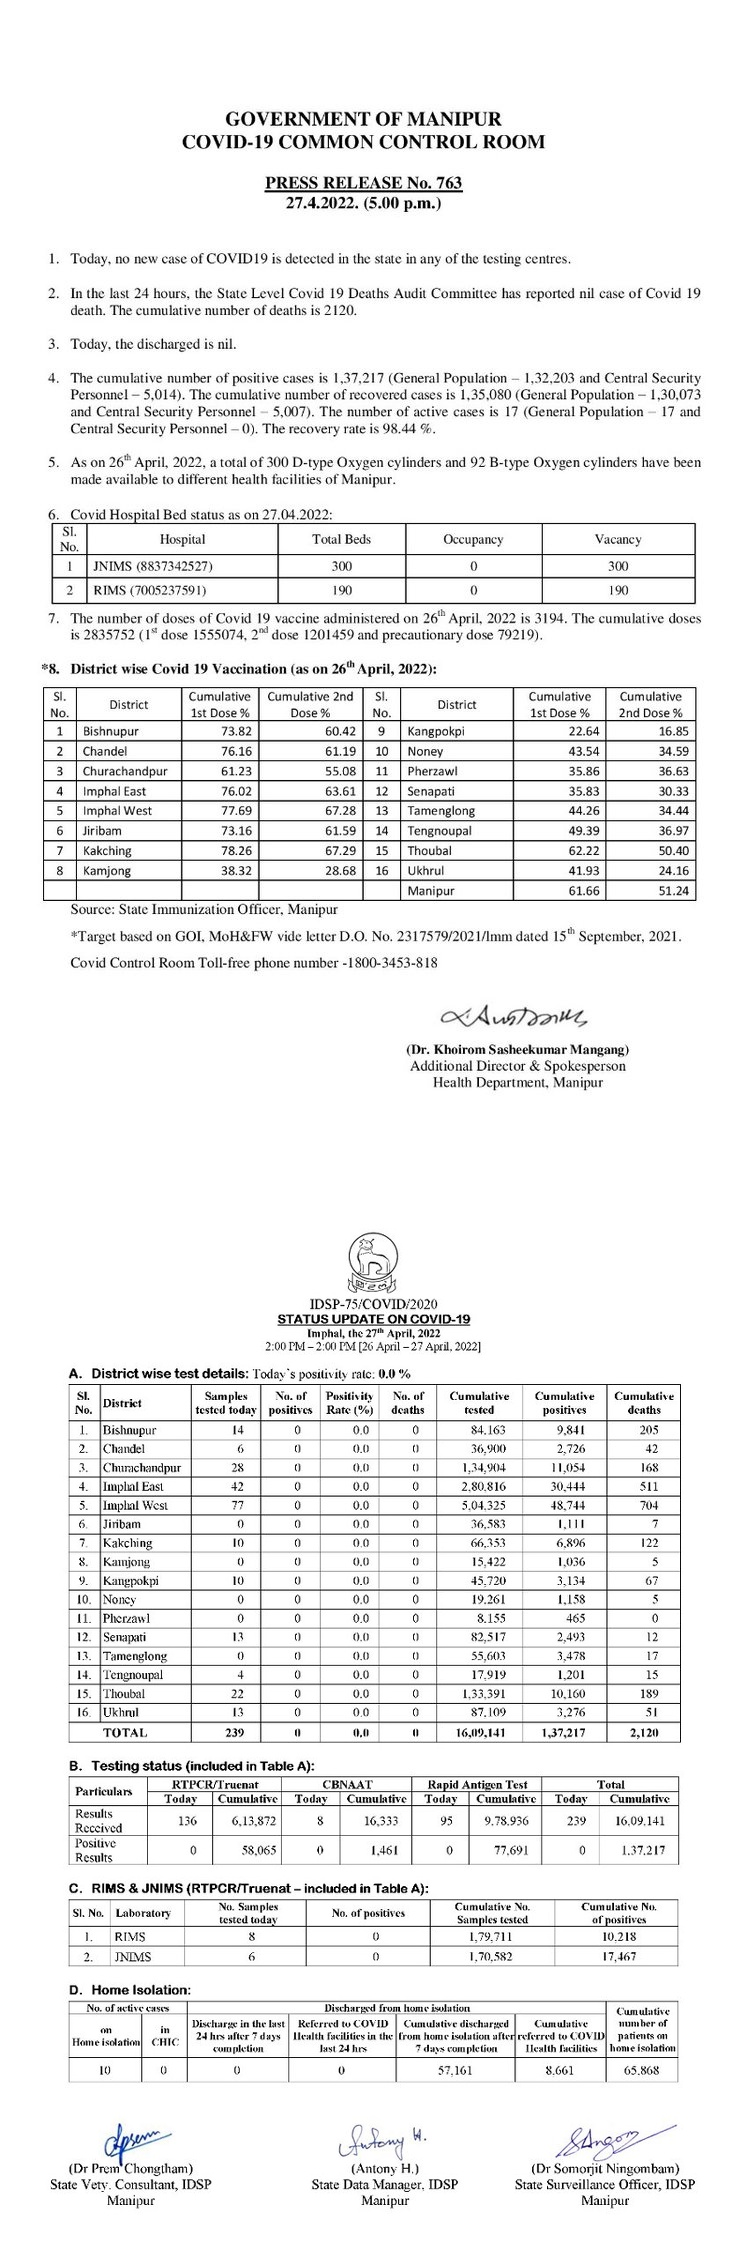 GOVERNMENT OF MANIPUR
COVID-19 COMMON CONTROL ROOM
PRESS RELEASE No. 763
27.4.2022. (5.00 p.m.)
1. Today, no new case of COVID19 is detected in the state in any of the testing centres.
2. In the last 24 hours, the State Level Covid 19 Deaths Audit Committee has reported nil case of Covid 19
death. The cumulative number of deaths is 2120.
3. Today, the discharged is nil.
4. The cumulative number of positive cases is 1,37,217 (General Population – 1,32,203 and Central Security
Personnel – 5,014). The cumulative number of recovered cases is 1,35,080 (General Population – 1,30,073
and Central Security Personnel – 5,007). The number of active cases is 17 (General Population – 17 and
Central Security Personnel – 0). The recovery rate is 98.44 %.
5. As on 26th April, 2022, a total of 300 D-type Oxygen cylinders and 92 B-type Oxygen cylinders have been
made available to different health facilities of Manipur.
6. Covid Hospital Bed status as on 27.04.2022:
Sl. No. Hospital Total Beds Occupancy Vacancy
1 JNIMS (8837342527) 300 0 300
2 RIMS (7005237591) 190 0 190
7. The number of doses of Covid 19 vaccine administered on 26th April, 2022 is 3194. The cumulative doses
is 2835752 (1st dose 1555074, 2nd dose 1201459 and precautionary dose 79219).
*8. District wise Covid 19 Vaccination (as on 26th April, 2022):
Sl. No. District Cumulative 1st Dose % Cumulative 2nd Dose % Sl. No. District Cumulative 1st Dose % Cumulative 2nd Dose %
1 Bishnupur 73.82 60.42 9 Kangpokpi 22.64 16.85
2 Chandel 76.16 61.19 10 Noney 43.54 34.59
3 Churachandpur 61.23 55.08 11 Pherzawl 35.86 36.63
4 Imphal East 76.02 63.61 12 Senapati 35.83 30.33
5 Imphal West 77.69 67.28 13 Tamenglong 44.26 34.44
6 Jiribam 73.16 61.59 14 Tengnoupal 49.39 36.97
7 Kakching 78.26 67.29 15 Thoubal 62.22 50.40
8 Kamjong 38.32 28.68 16 Ukhrul 41.93 24.16
Manipur 61.66 51.24
Source: State Immunization Officer, Manipur
*Target based on GOI, MoH&FW vide letter D.O. No. 2317579/2021/Imm dated 15th September, 2021.
Covid Control Room Toll-free phone number -1800-3453-818
(Dr. Khoirom Sasheekumar Mangang)
Additional Director & Spokesperson
Health Department, Manipur
IDSP-75/COVID/2020
STATUS UPDATE ON COVID-19
Imphal, the 27th April, 2022
2:00 PM – 2:00 PM [26 April – 27 April, 2022]
A. District wise test details: Today's positivity rate: 0.0 %
Sl. No. District Samples tested today No. of positives Positivity Rate (%) No. of deaths Cumulative tested Cumulative positives Cumulative deaths
1. Bishnupur 14 0 0.0 0 84,163 9,841 205
2. Chandel 6 0 0.0 0 36,900 2,726 42
3. Churachandpur 28 0 0.0 0 1,34,904 11,054 168
4. Imphal East 42 0 0.0 0 2,80,816 30,444 511
5. Imphal West 77 0 0.0 0 5,04,325 48,744 704
6. Jiribam 0 0 0.0 0 36,583 1,111 7
7. Kakching 10 0 0.0 0 66,353 6,896 122
8. Kamjong 0 0 0.0 0 15,422 1,036 5
9. Kangpokpi 10 0 0.0 0 45,720 3,134 67
10. Noney 0 0 0.0 0 19,261 1,158 5
11. Pherzawl 0 0 0.0 0 8,155 465 0
12. Senapati 13 0 0.0 0 82,517 2,493 12
13. Tamenglong 0 0 0.0 0 55,603 3,478 17
14. Tengnoupal 4 0 0.0 0 17,919 1,201 15
15. Thoubal 22 0 0.0 0 1,33,391 10,160 189
16. Ukhrul 13 0 0.0 0 87,109 3,276 51
TOTAL 239 0 0.0 0 16,09,141 1,37,217 2,120
B. Testing status (included in Table A):
Particulars RTPCR/Truenat CBNAAT Rapid Antigen Test Total
Today Cumulative Today Cumulative Today Cumulative Today Cumulative
Results Received 136 6,13,872 8 16,333 95 9,78,936 239 16,09,141
Positive Results 0 58,065 0 1,461 0 77,691 0 1,37,217
C. RIMS & JNIMS (RTPCR/Truenat – included in Table A):
Sl. No. Laboratory No. Samples tested today No. of positives Cumulative No. Samples tested Cumulative No. of positives
1. RIMS 8 0 1,79,711 10,218
2. JNIMS 6 0 1,70,582 17,467
D. Home Isolation:
No. of active cases Discharged from home isolation Cumulative number of patients on home isolation
on Home isolation in CHIC Discharge in the last 24 hrs after 7 days completion Referred to COVID Health facilities in the last 24 hrs Cumulative discharged from home isolation after 7 days completion Cumulative referred to COVID Health facilities
10 0 0 0 57,161 8,661 65,868
Antony H.
(Dr Prem Chongtham) (Antony H.) (Dr Somorjit Ningombam)
State Vety. Consultant, IDSP State Data Manager, IDSP State Surveillance Officer, IDSP
Manipur Manipur Manipur